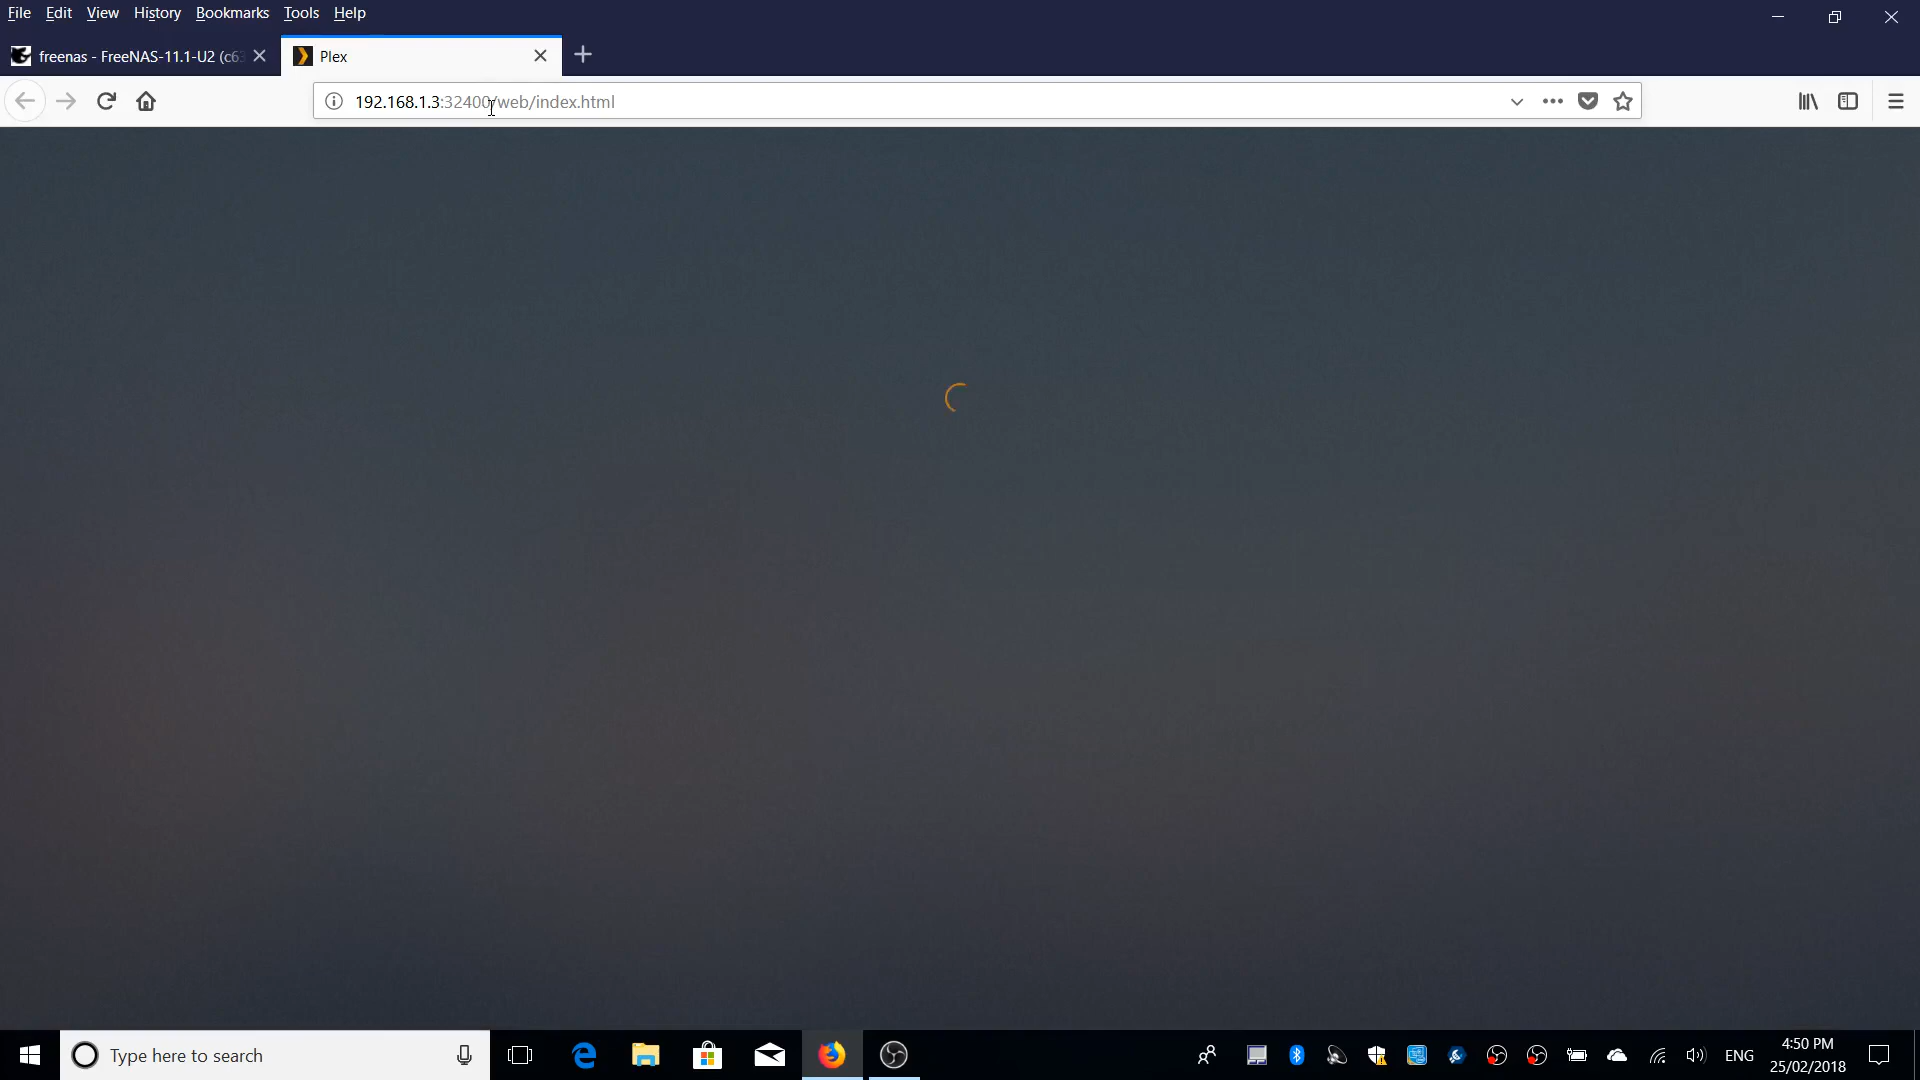 File Edit View History Bookmarks Tools Help
freenas - FreeNAS-11.1-U2 (c6
Plex
192.168.1.3:32400/web/index.html
Type here to search
ENG
4:50 PM
25/02/2018